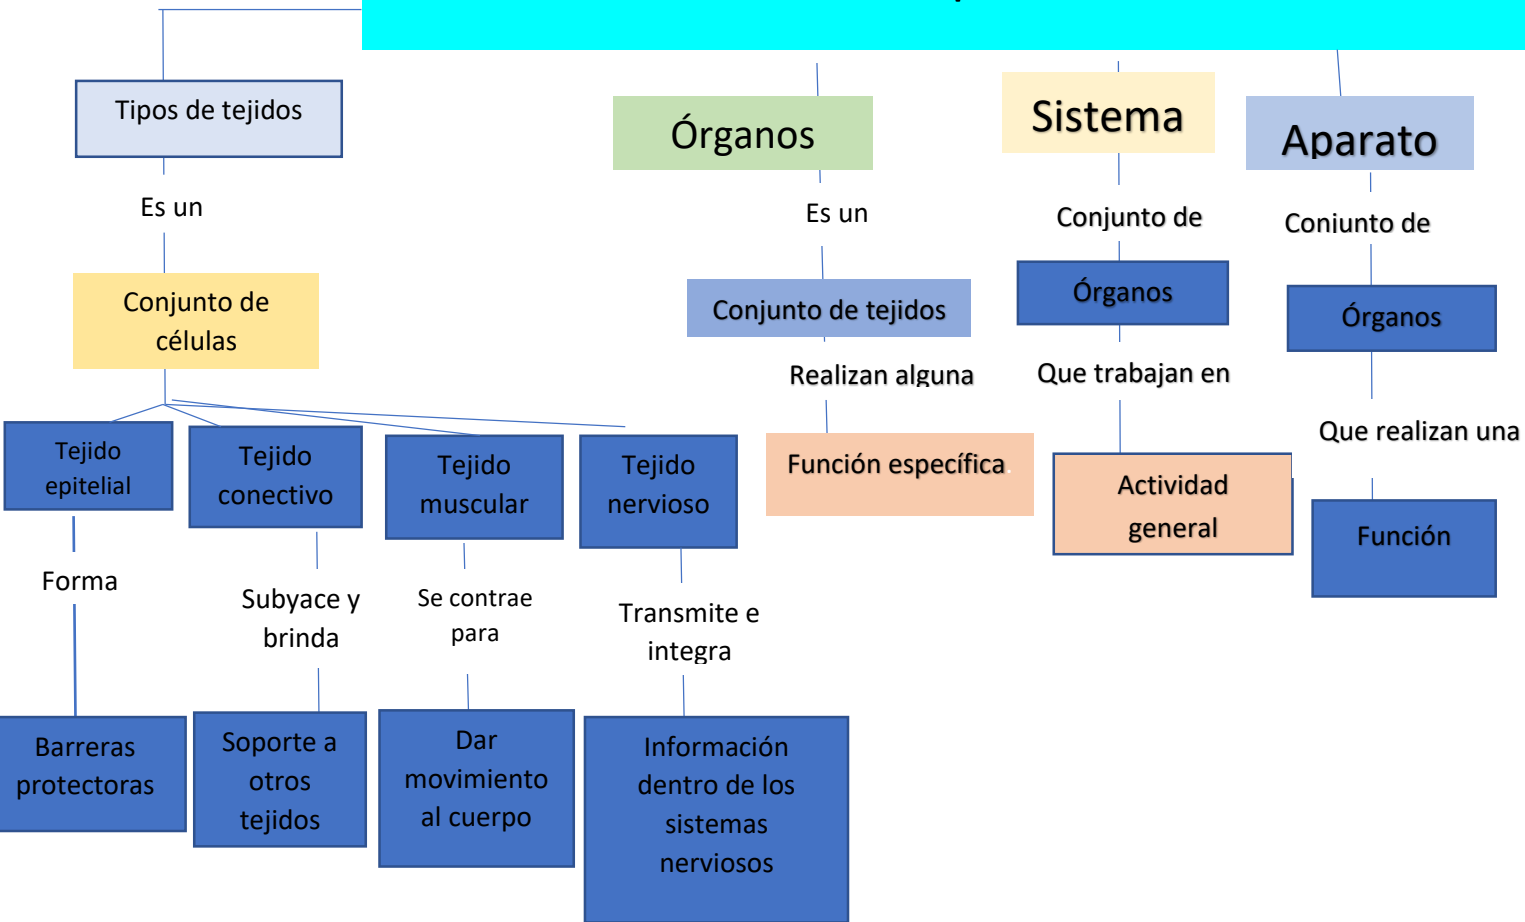 Tipos de tejidos
Es un
Conjunto de
células
Tejido
epitelial
Tejido
conectivo
Tejido
muscular
Tejido
nervioso
Forma
Subyace y
brinda
Se contrae
para
Transmite e
integra
Barreras
protectoras
Soporte a
otros
tejidos
Dar
movimiento
al cuerpo
Información
dentro de los
sistemas
nerviosos
Órganos
Es un
Conjunto de tejidos
Realizan alguna
Función específica.
Sistema
Conjunto de
Órganos
Que trabajan en
Actividad
general
Aparato
Conjunto de
Órganos
Que realizan una
Función